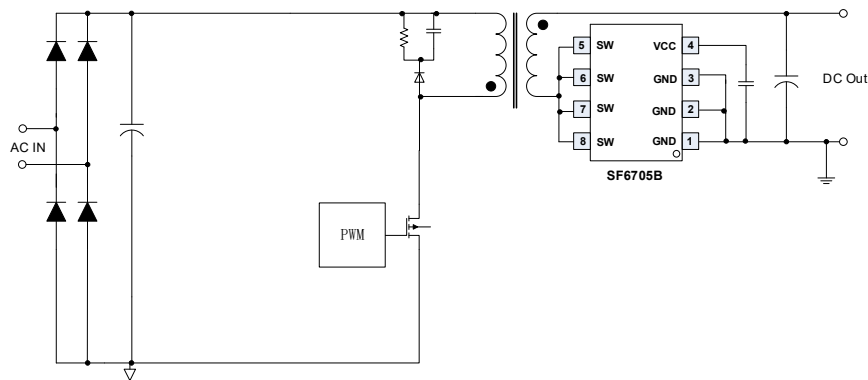 5 SW VCC 4
6 SW GND 3
7 SW GND 2
8 SW GND 1
DC Out
AC IN
SF6705B
PWM